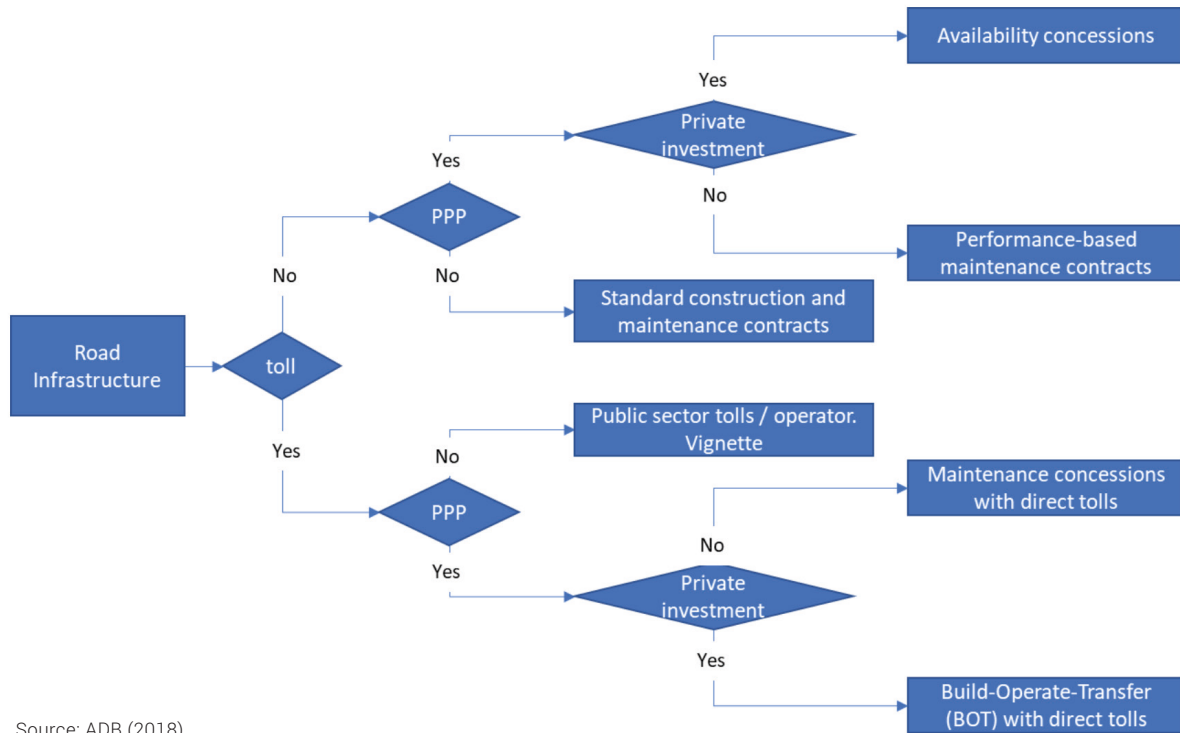 Availability concessions
Yes
Private
investment
Yes
PPP
No
Performance-based
maintenance contracts
No
No
Standard construction and
maintenance contracts
Road
Infrastructure
toll
Public sector tolls / operator.
Vignette
Yes
No
Maintenance concessions
with direct tolls
PPP
No
Yes
Private
investment
Yes
Build-Operate-Transfer
(BOT) with direct tolls
Source: ADB (2018)